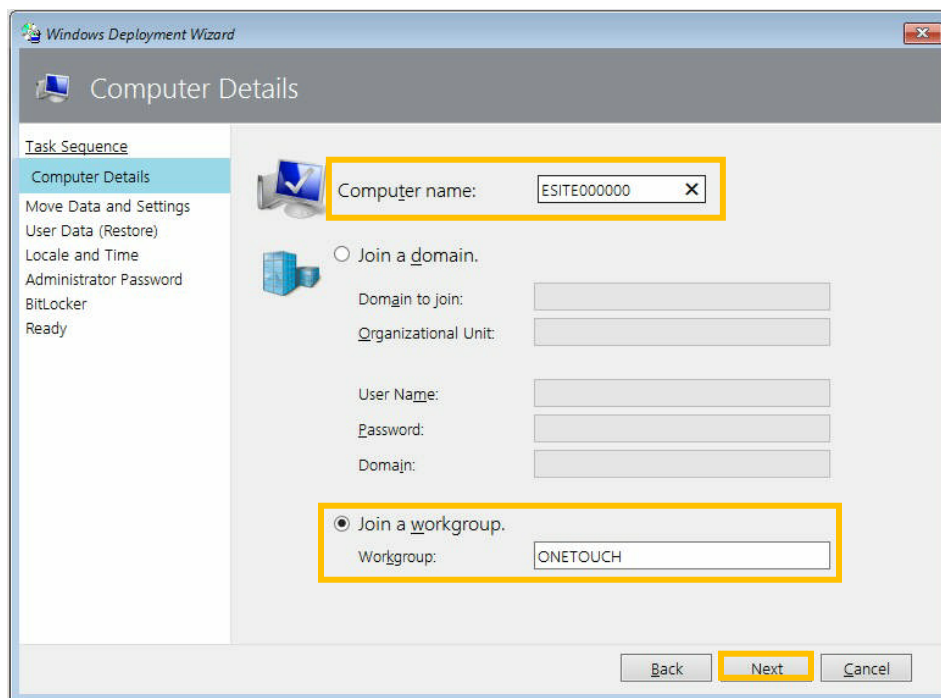 Windows Deployment Wizard
Computer Details
Task Sequence
Computer Details
Move Data and Settings
User Data (Restore)
Locale and Time
Administrator Password
BitLocker
Ready
Computer name: ESITE000000
Join a domain.
Domain to join:
Organizational Unit:
User Name:
Password:
Domain:
Join a workgroup.
Workgroup: ONETOUCH
Back Next Cancel